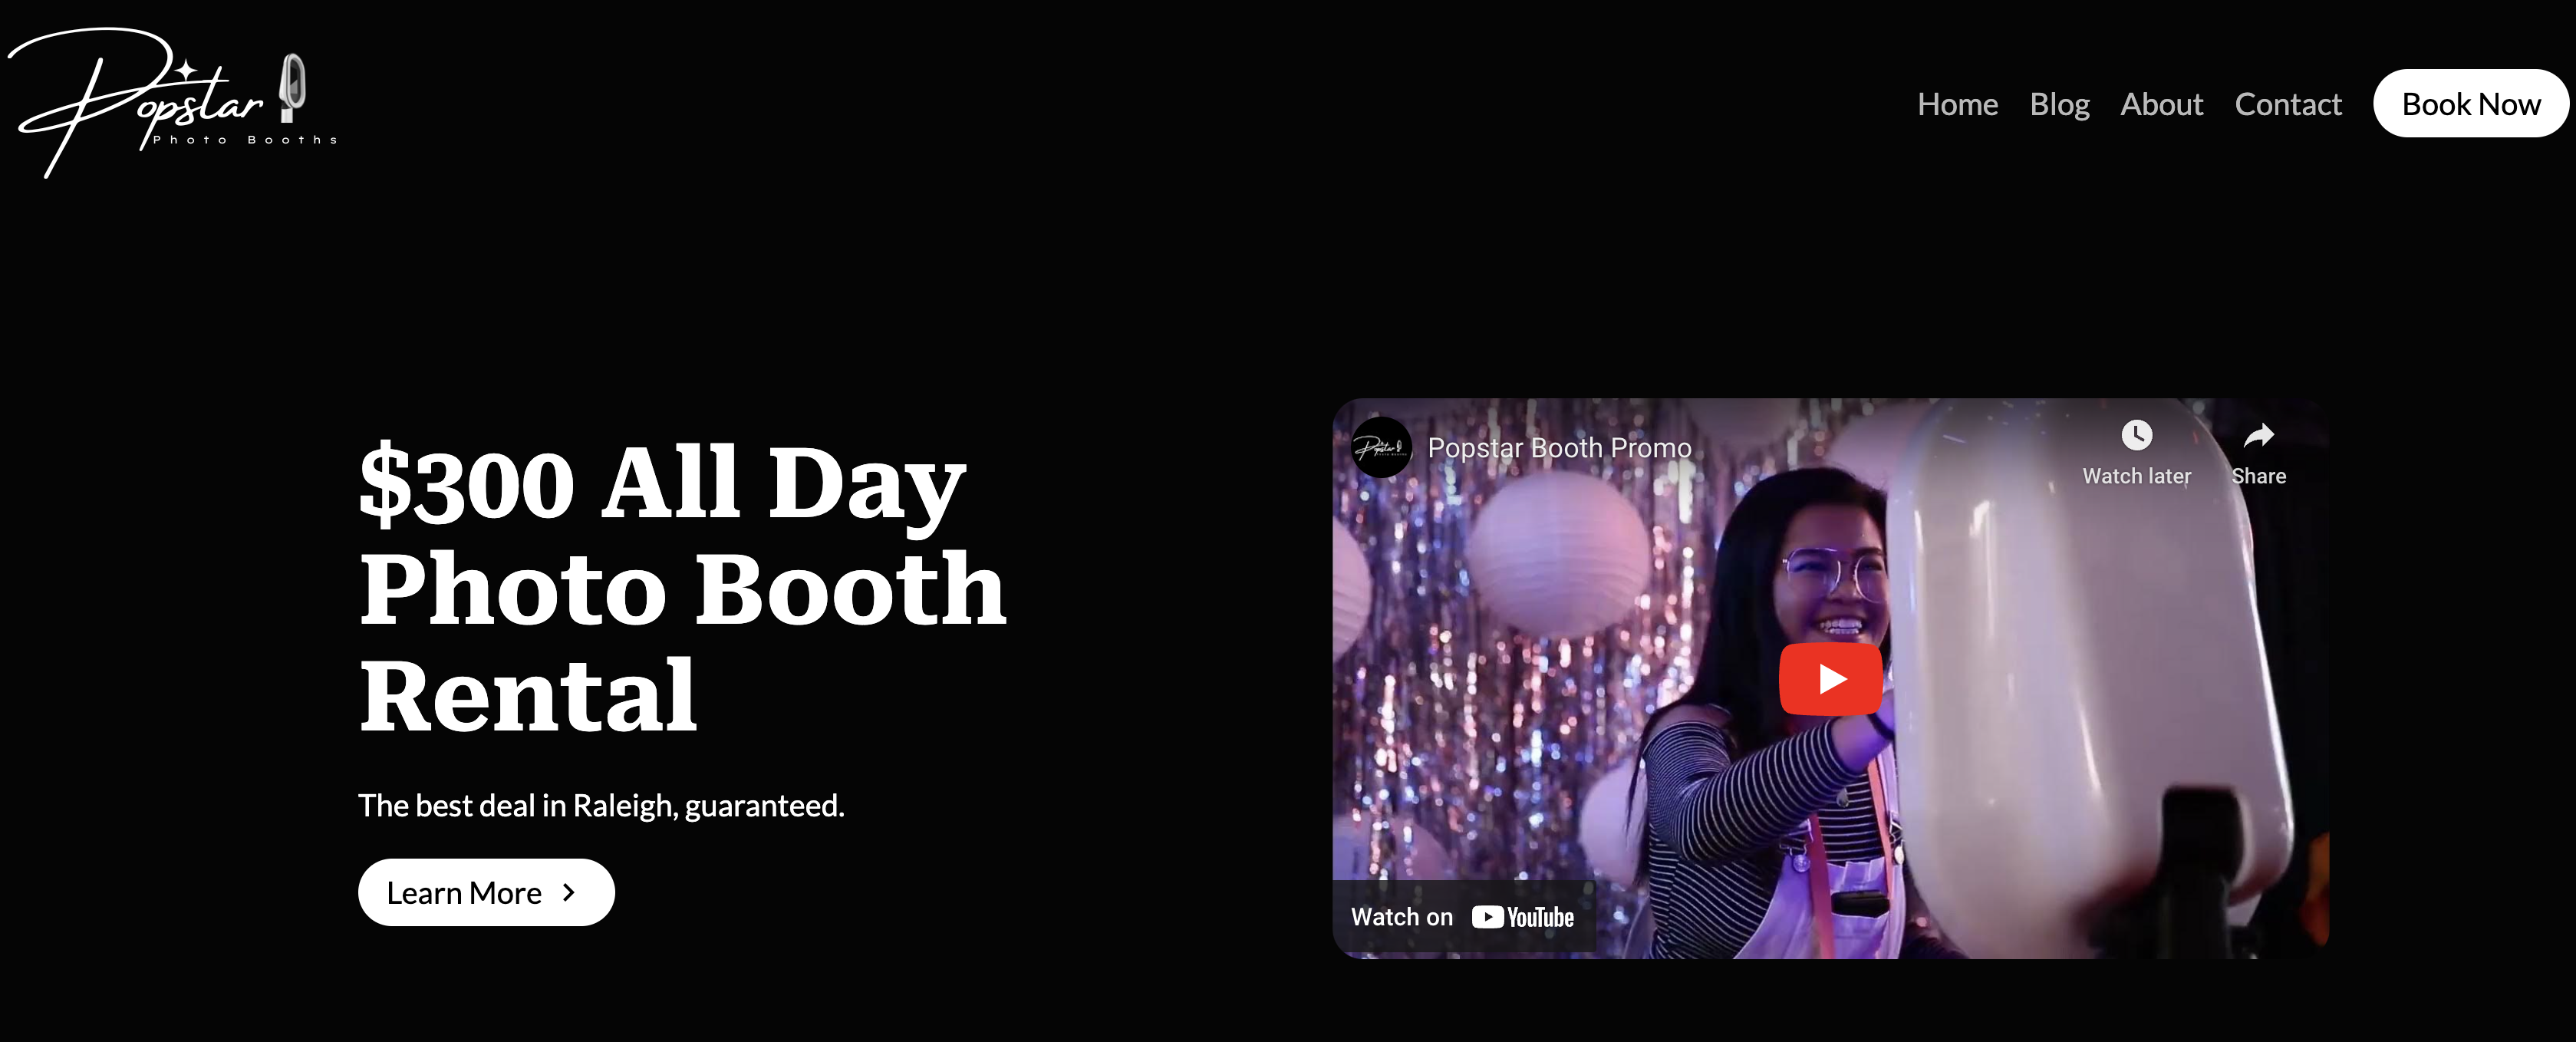 Popstar
Photo Booths
Home Blog About Contact Book Now
$300 All Day
Photo Booth
Rental
The best deal in Raleigh, guaranteed.
Learn More
Popstar
Popstar Booth Promo
Watch later
Share
Watch on YouTube